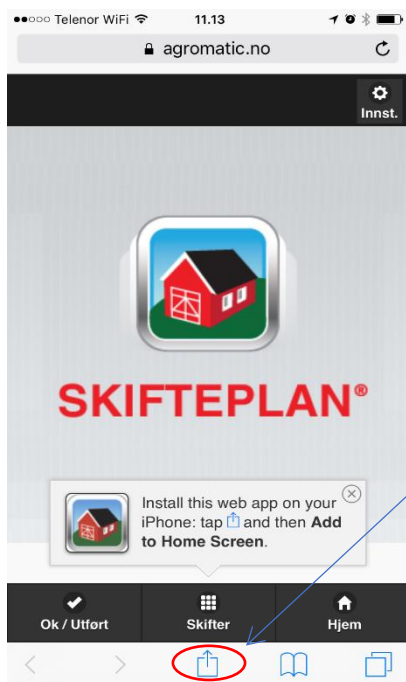 Telenor WiFi 11.13
agromatic.no
Innst.
SKIFTEPLAN®
Install this web app on your
iPhone: tap and then Add
to Home Screen.
Ok / Utført Skifter Hjem